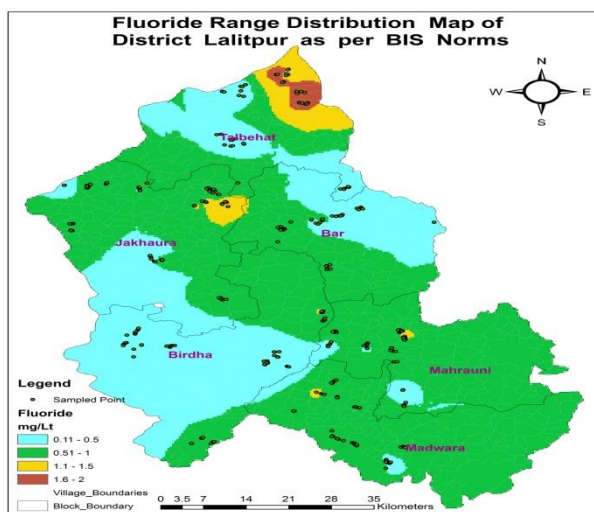 Fluoride Range Distribution Map of
District Lalitpur as per BIS Norms
N
W E
S
Talbehat
Bar
Jakhaura
Birdha
Mahrauni
Madwara
Legend
Sampled Point
Fluoride
mg/Lt
0.11 - 0.5
0.51 - 1
1.1 - 1.5
1.6 - 2
Village_Boundaries
Block_Boundary
0 3.5 7 14 21 28 35
Kilometers